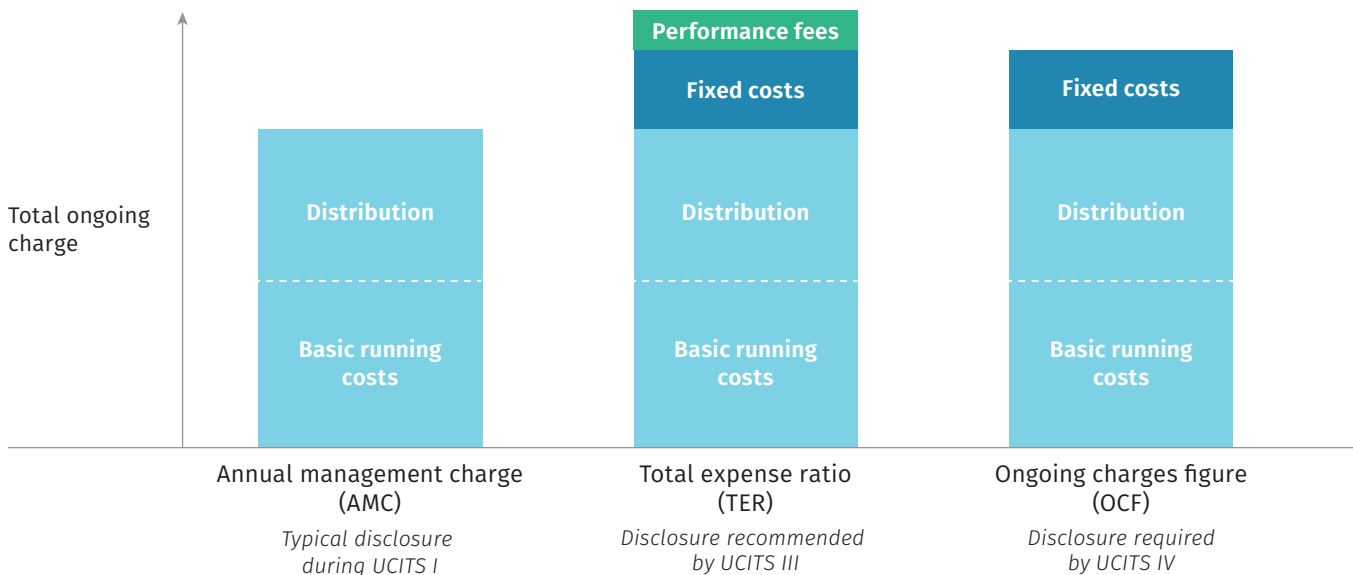 Performance fees
Fixed costs
Fixed costs
Total ongoing
charge
Distribution
Distribution
Distribution
Basic running
costs
Basic running
costs
Basic running
costs
Annual management charge
(AMC)
Typical disclosure
during UCITS I
Total expense ratio
(TER)
Disclosure recommended
by UCITS III
Ongoing charges figure
(OCF)
Disclosure required
by UCITS IV